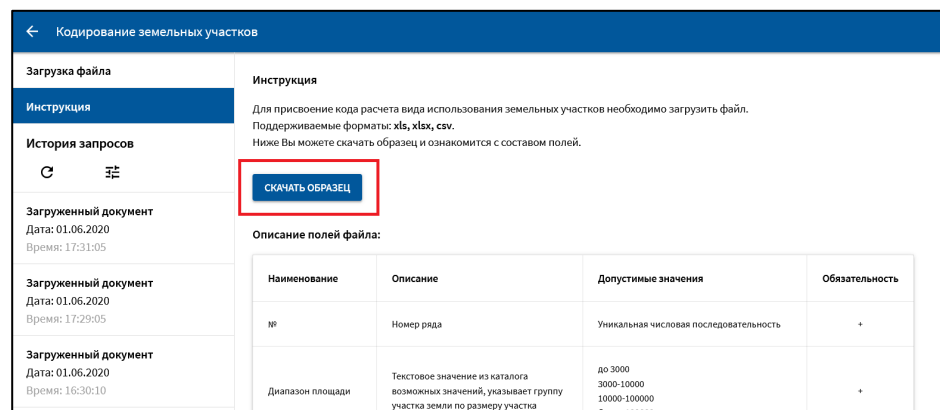 Кодирование земельных участков
Загрузка файла
Инструкция
История запросов
Загруженный документ
Дата: 01.06.2020
Время: 17:31:05
Загруженный документ
Дата: 01.06.2020
Время: 17:29:05
Загруженный документ
Дата: 01.06.2020
Время: 16:30:10
Инструкция
Для присвоение кода расчета вида использования земельных участков необходимо загрузить файл.
Поддерживаемые форматы: xls, xlsx, csv.
Ниже Вы можете скачать образец и ознакомится с составом полей.
СКАЧАТЬ ОБРАЗЕЦ
Описание полей файла:
Наименование Описание Допустимые значения Обязательность
№ Номер ряда Уникальная числовая последовательность +
Диапазон площади
Текстовое значение из каталога
возможных значений, указывает группу
участка земли по размеру участка
до 3000
3000-10000
10000-100000
+